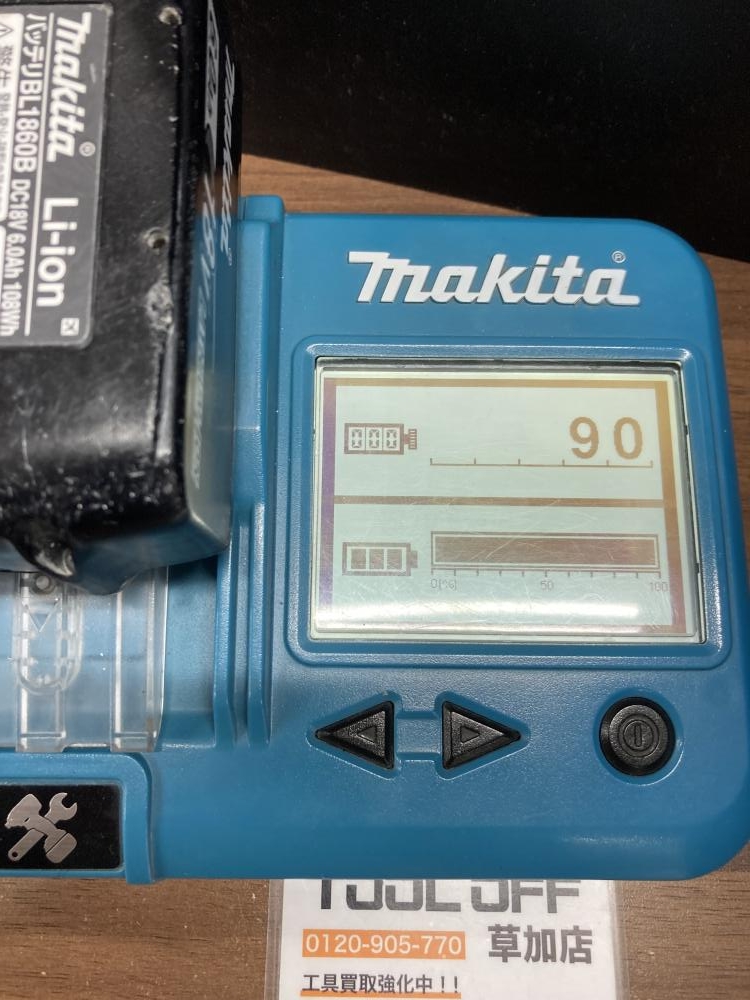 makita®
バッテリBL1860B
DC18V 6.0Ah 108Wh
Li-ion
makita®
90
0[%]
50
100
TOOL OFF
0120-905-770
草加店
工具買取強化中!!